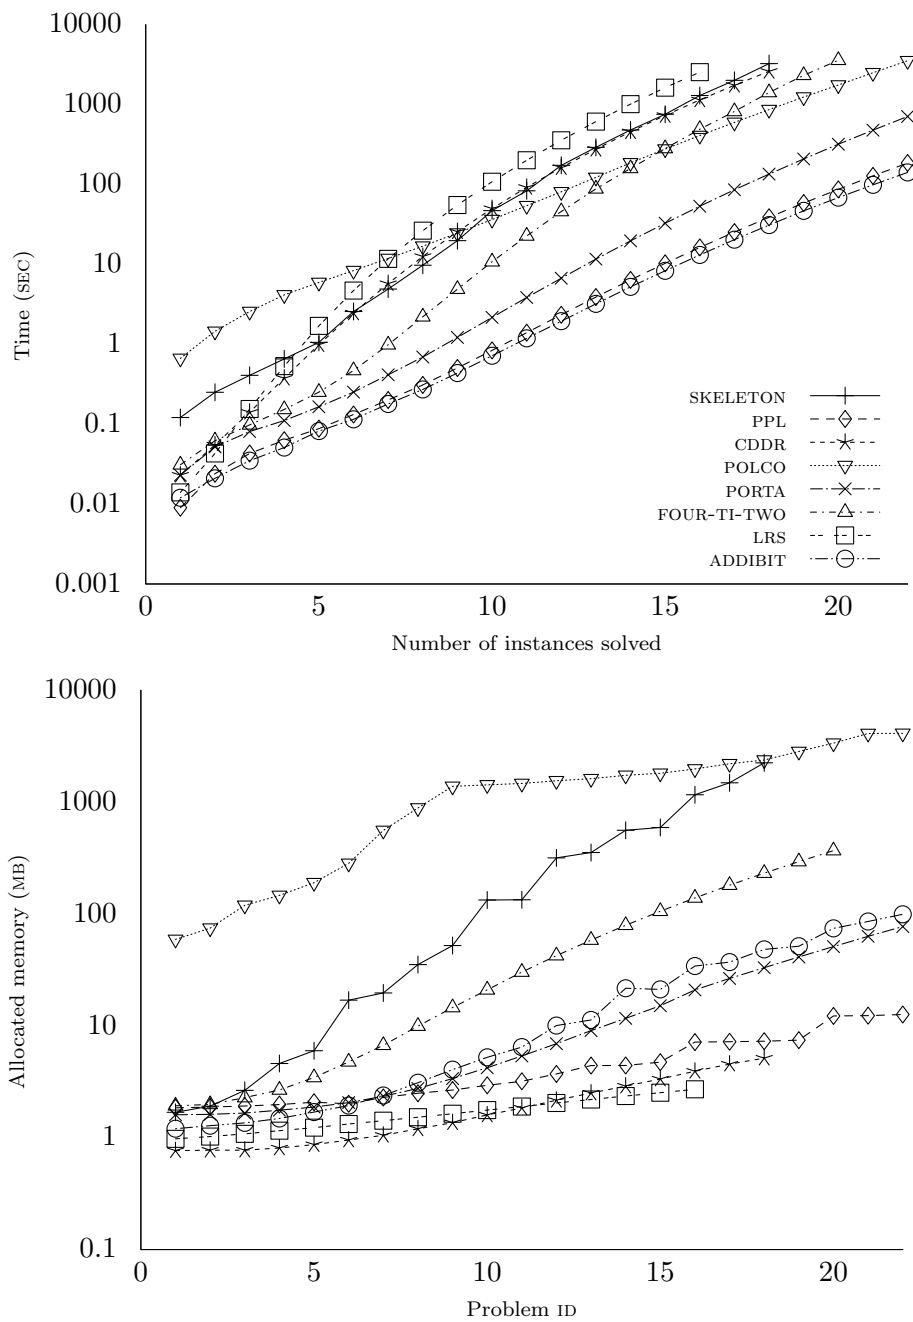 10000
1000
100
10
1
0.1
0.01
0.001
Time (SEC)
SKELETON
PPL
CDDR
POLCO
PORTA
FOUR-TI-TWO
LRS
ADDIBIT
0 5 10 15 20
Number of instances solved
10000
1000
100
10
1
0.1
Allocated memory (MB)
0 5 10 15 20
Problem ID